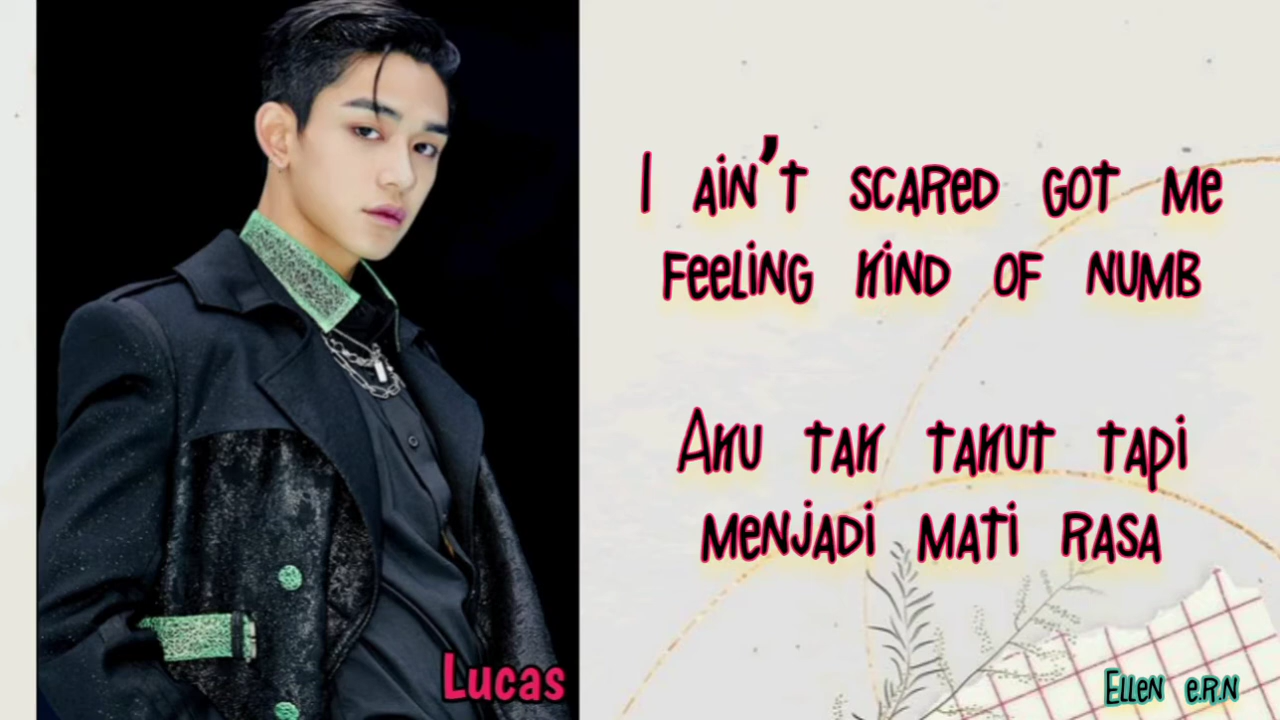 I ain't scared got me
feeling kind of numb
Aku tak takut tapi
menjadi mati rasa
Lucas
Ellen e.R.N